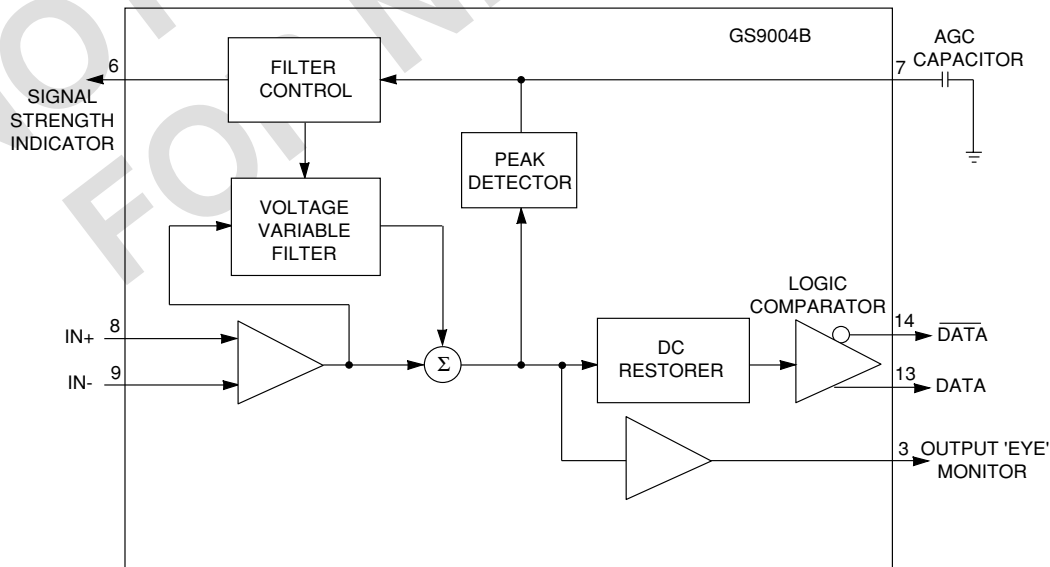 GS9004B
AGC
CAPACITOR
6
7
FILTER
CONTROL
SIGNAL
STRENGTH
INDICATOR
PEAK
DETECTOR
VOLTAGE
VARIABLE
FILTER
LOGIC
COMPARATOR
IN+
8
IN-
9
Σ
DC
RESTORER
14
DATA
13
DATA
3
OUTPUT 'EYE'
MONITOR